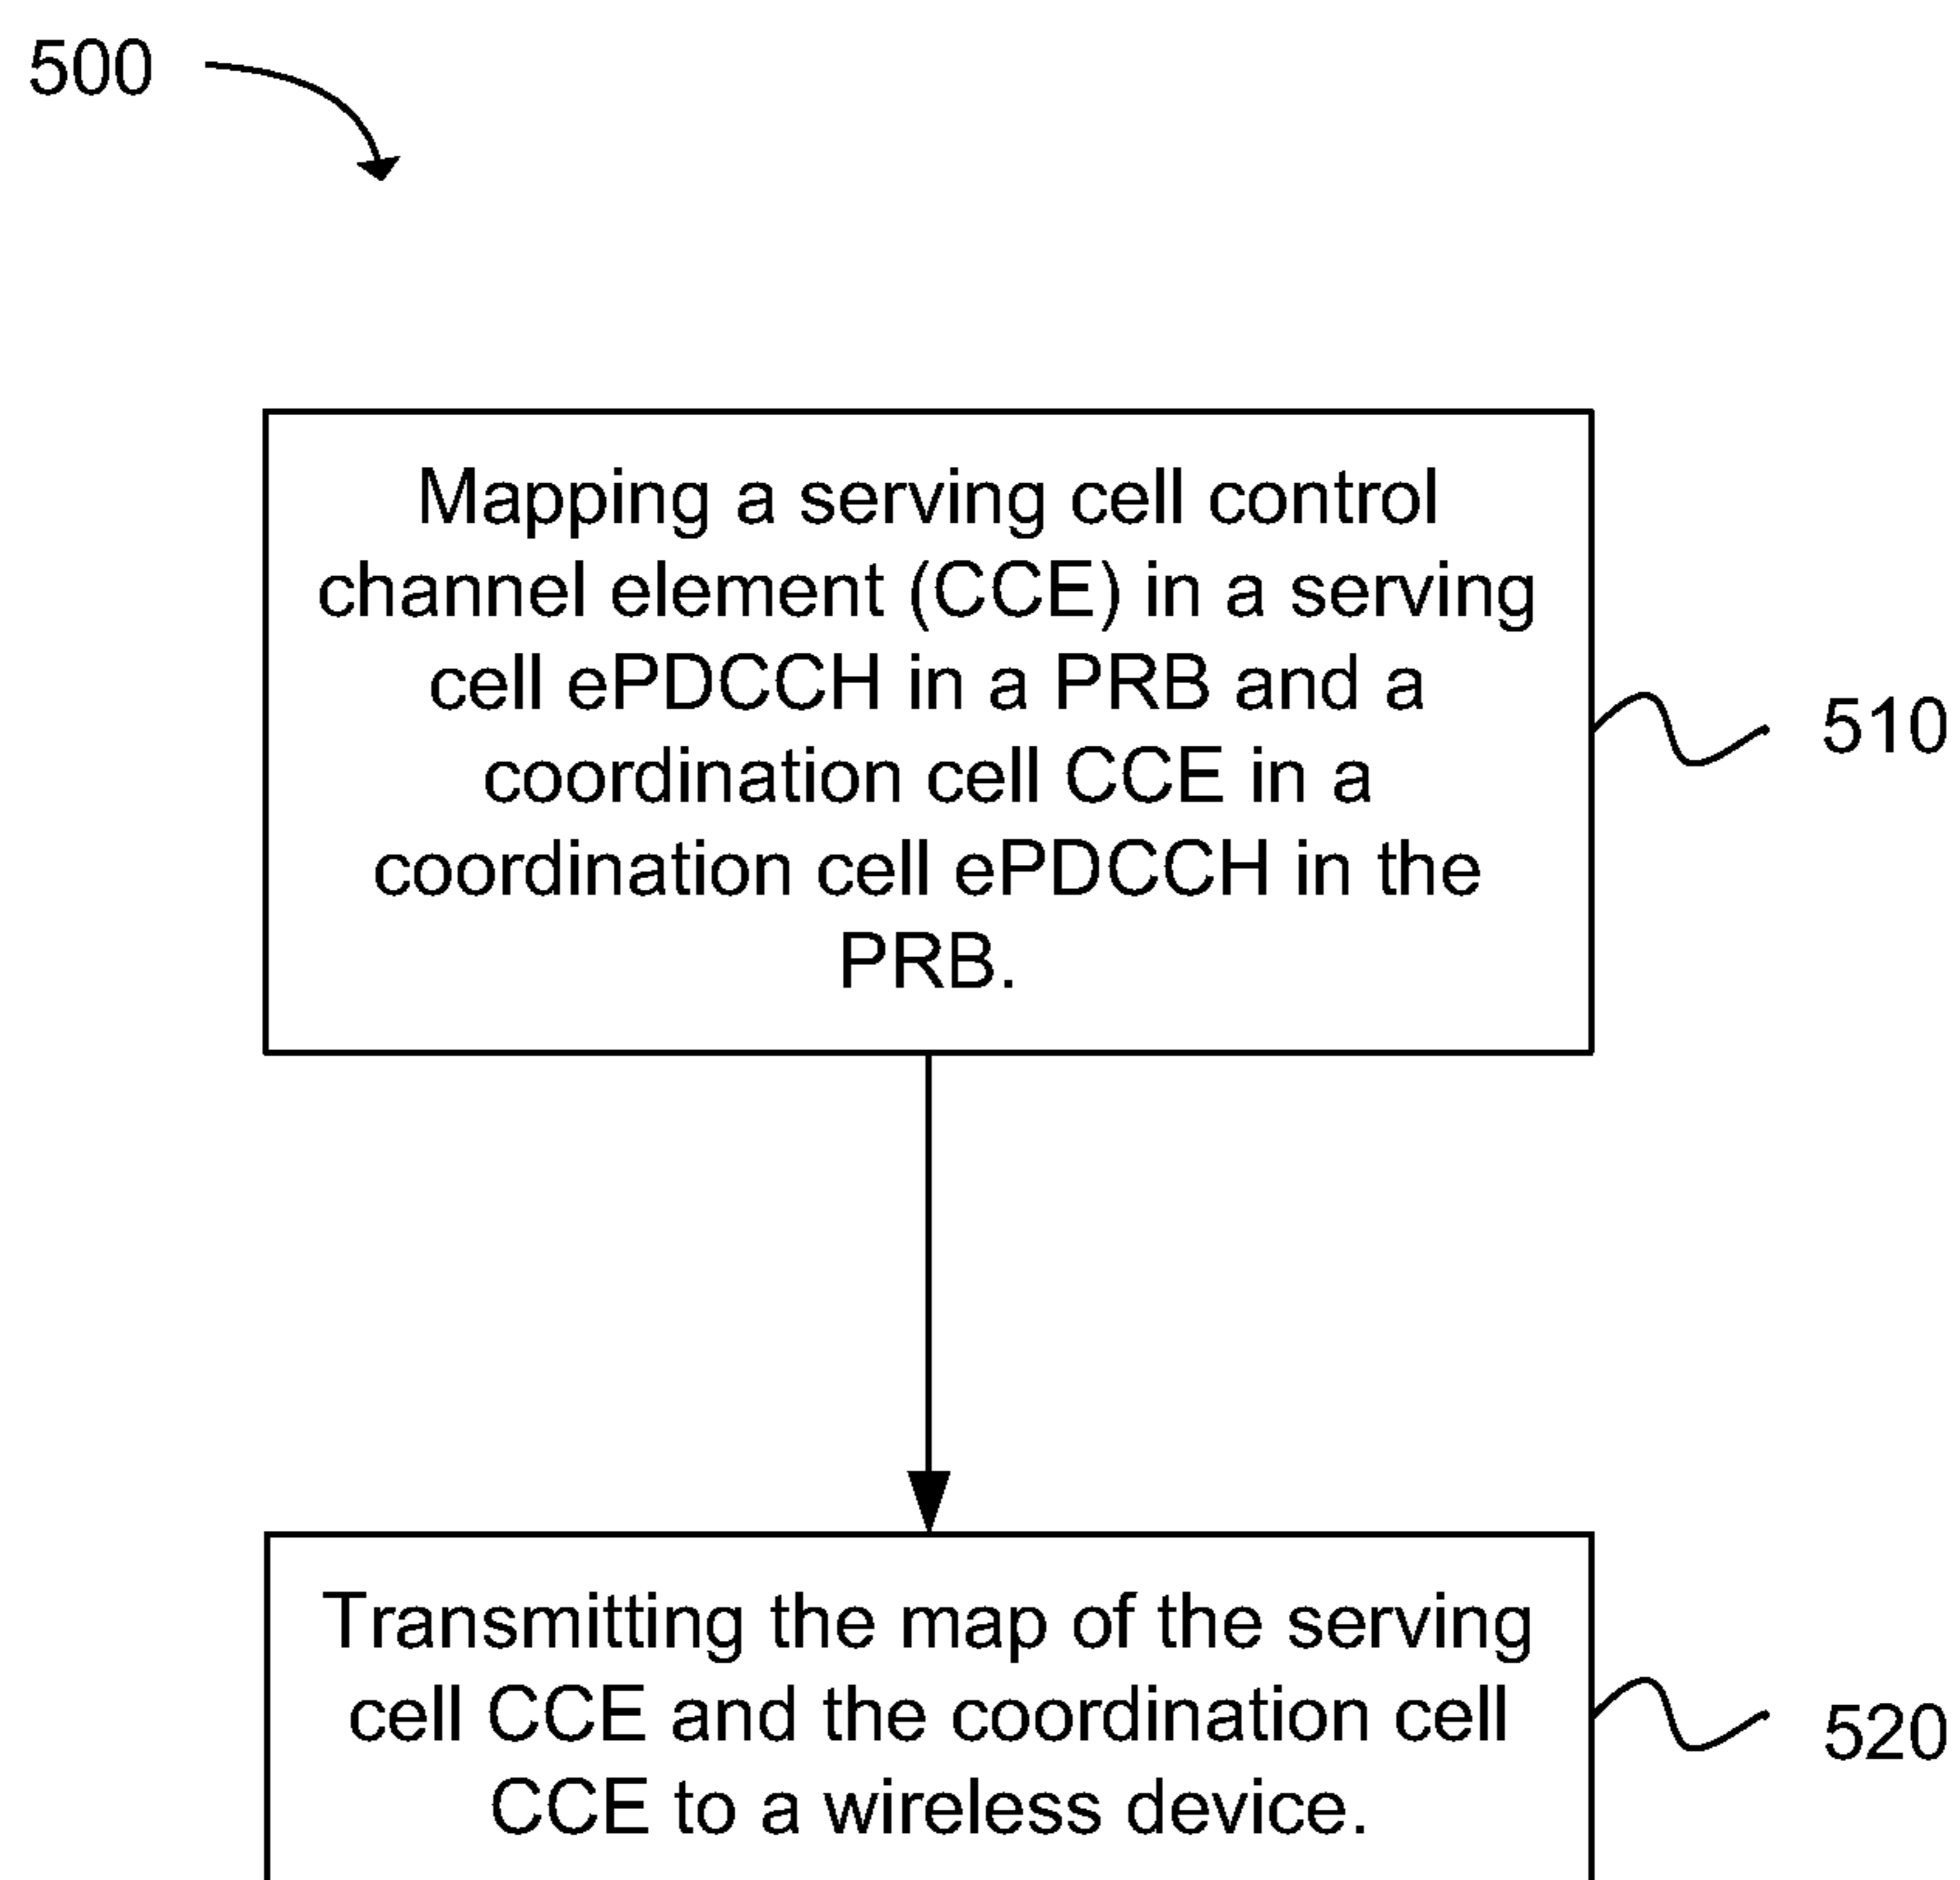 500
Mapping a serving cell control
channel element (CCE) in a serving
cell ePDCCH in a PRB and a
coordination cell CCE in a
coordination cell ePDCCH in the
PRB.
510
Transmitting the map of the serving
cell CCE and the coordination cell
CCE to a wireless device.
520